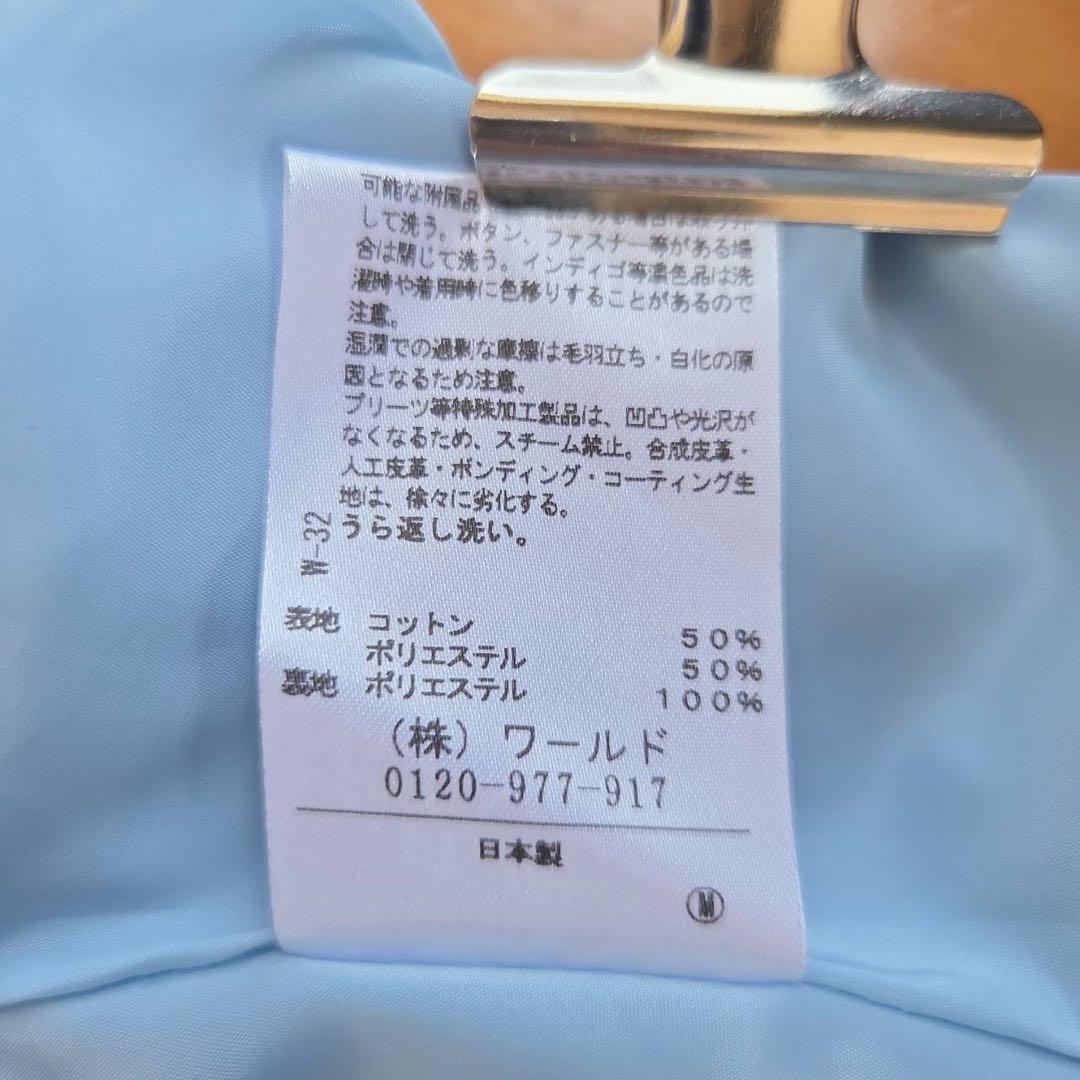 可能な附属品
して洗う。ボタン、ファスナー等がある場
合は閉じて洗う。インディゴ等濃色品は洗
濯時や着用時に色移りすることがあるので
注意。
湿潤での過剰な摩擦は毛羽立ち・白化の原
因となるため注意。
プリーツ等特殊加工製品は、凹凸や光沢が
なくなるため、スチーム禁止。合成皮革・
人工皮革・ボンディング・コーティング生
地は、徐々に劣化する。
うら返し洗い。
W-32
表地 コットン 50%
ポリエステル 50%
裏地 ポリエステル 100%
(株) ワールド
0120-977-917
日本製
Ⓜ